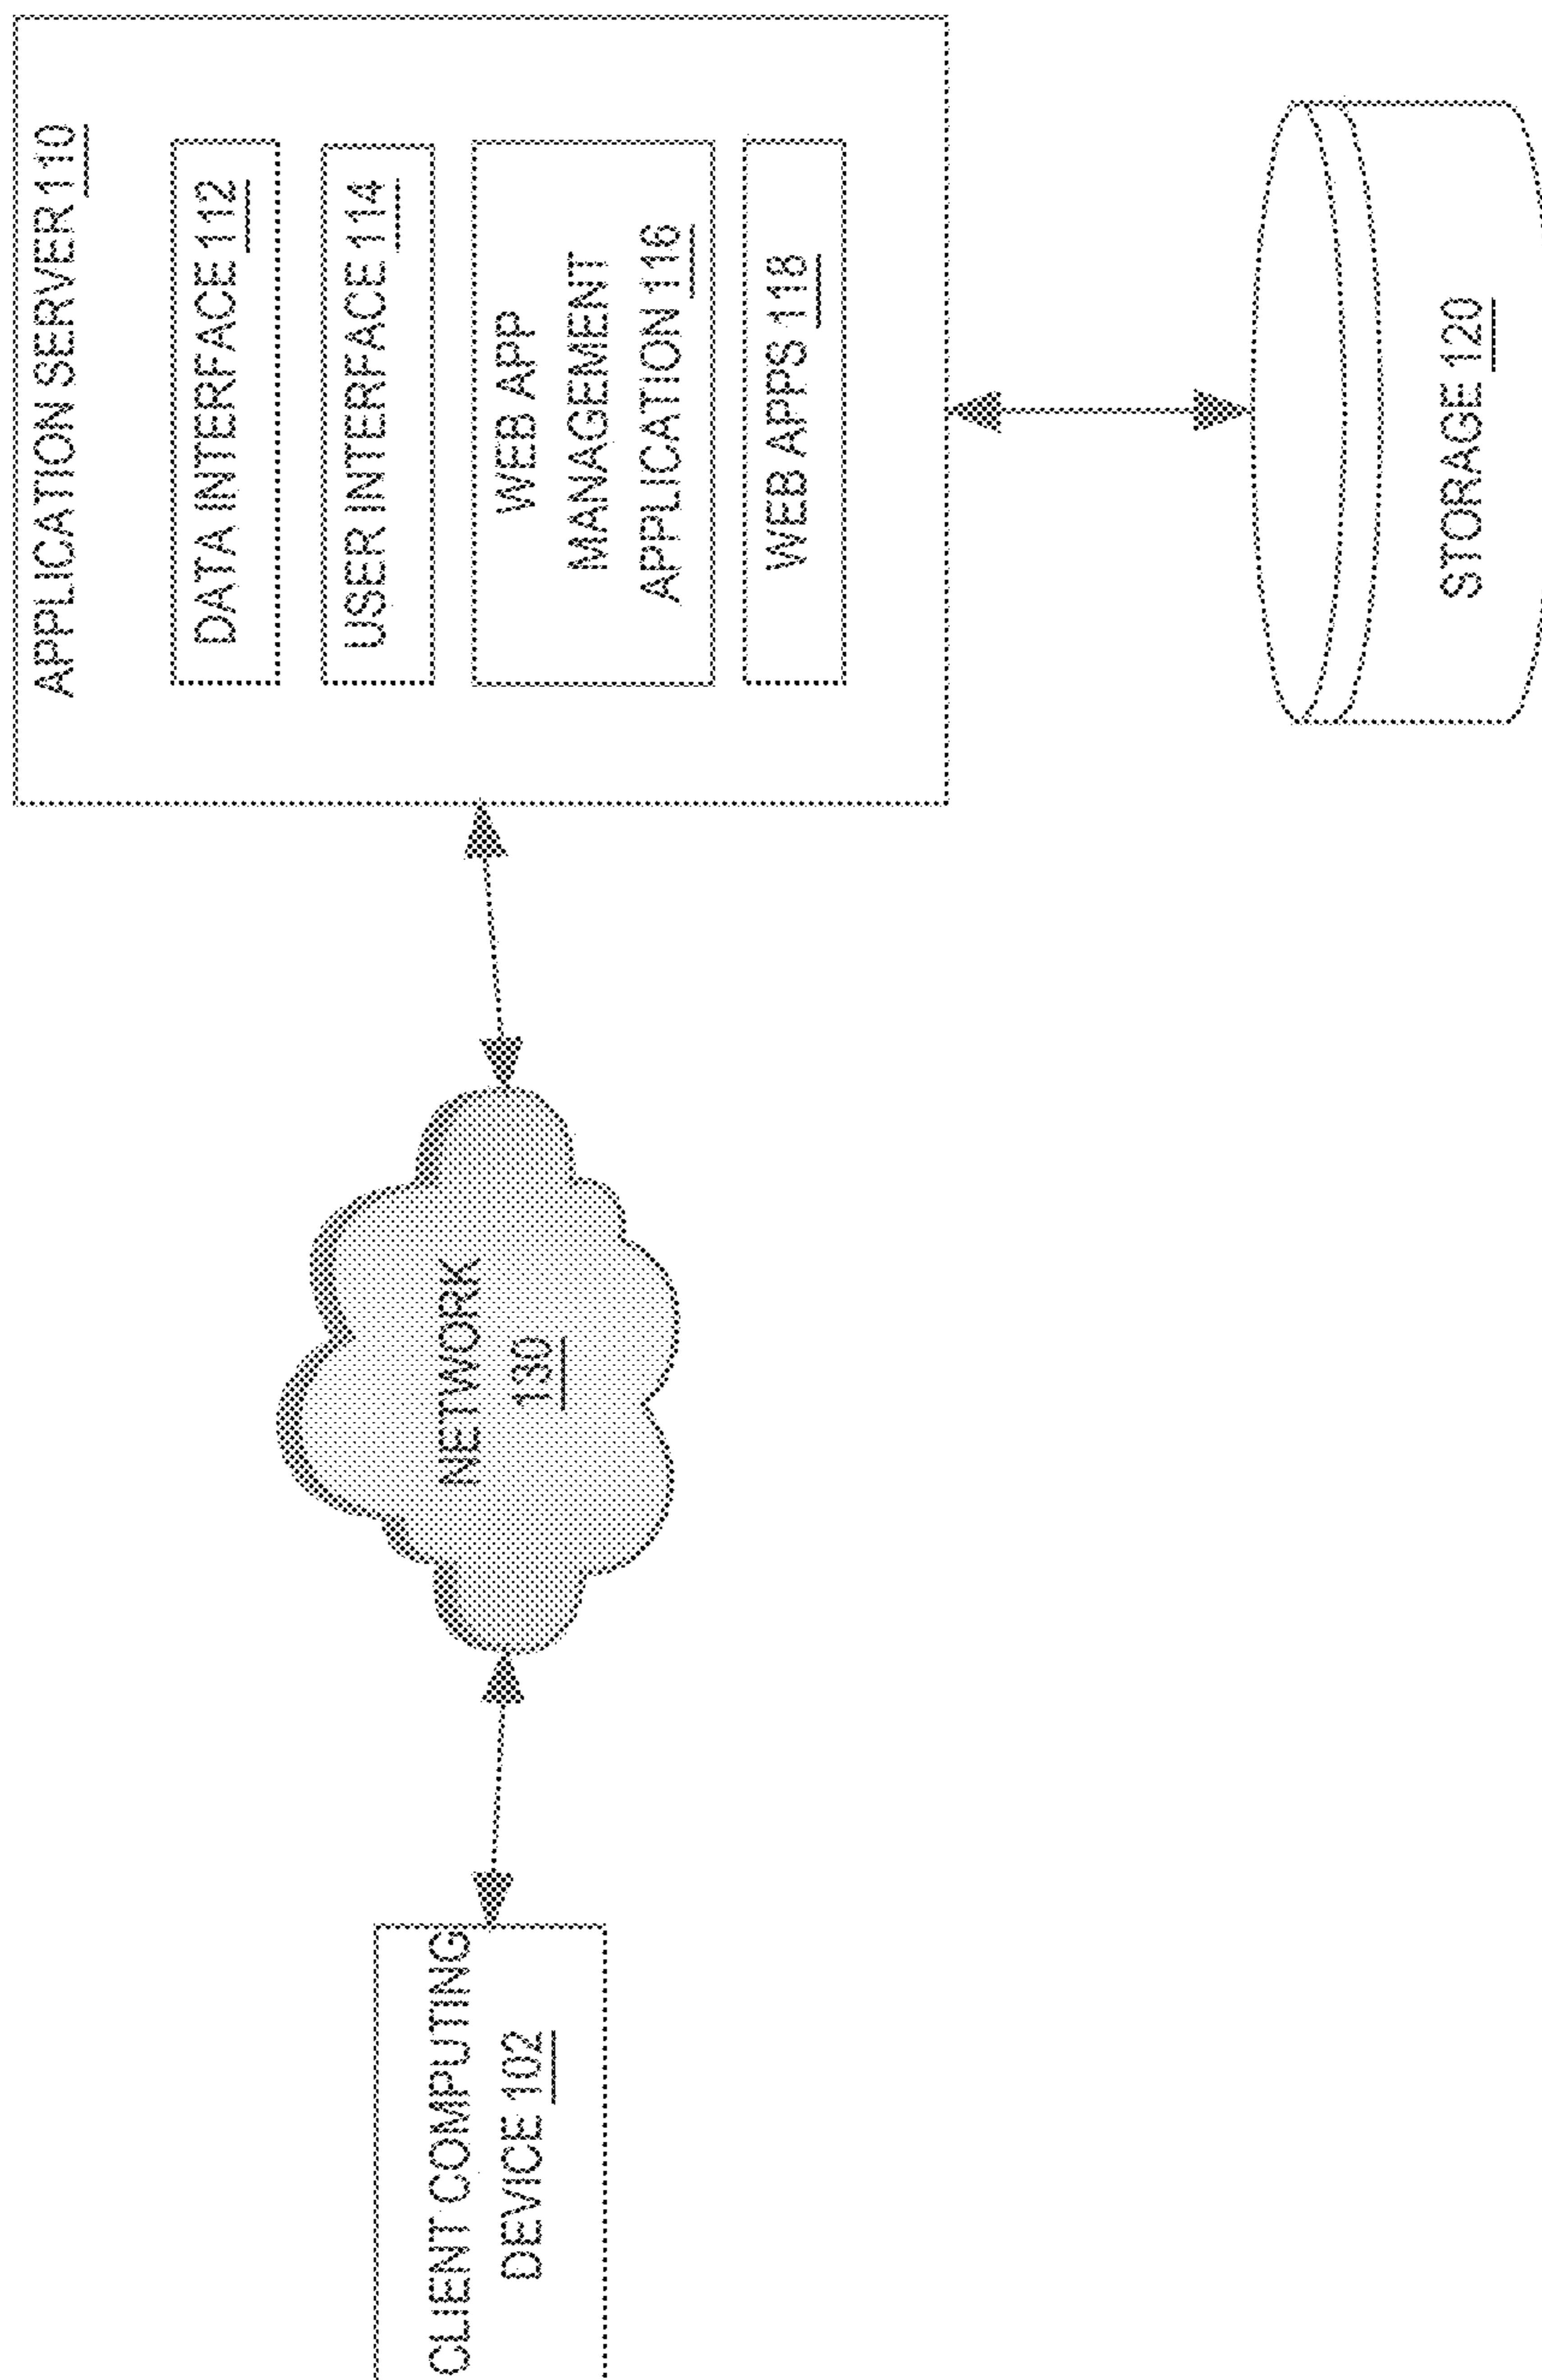 APPLICATION SERVER 110
DATA INTERFACE 112
USER INTERFACE 114
WEB APP
MANAGEMENT
APPLICATION 116
WEB APPS 118
STORAGE 120
NETWORK
130
CLIENT COMPUTING
DEVICE 102